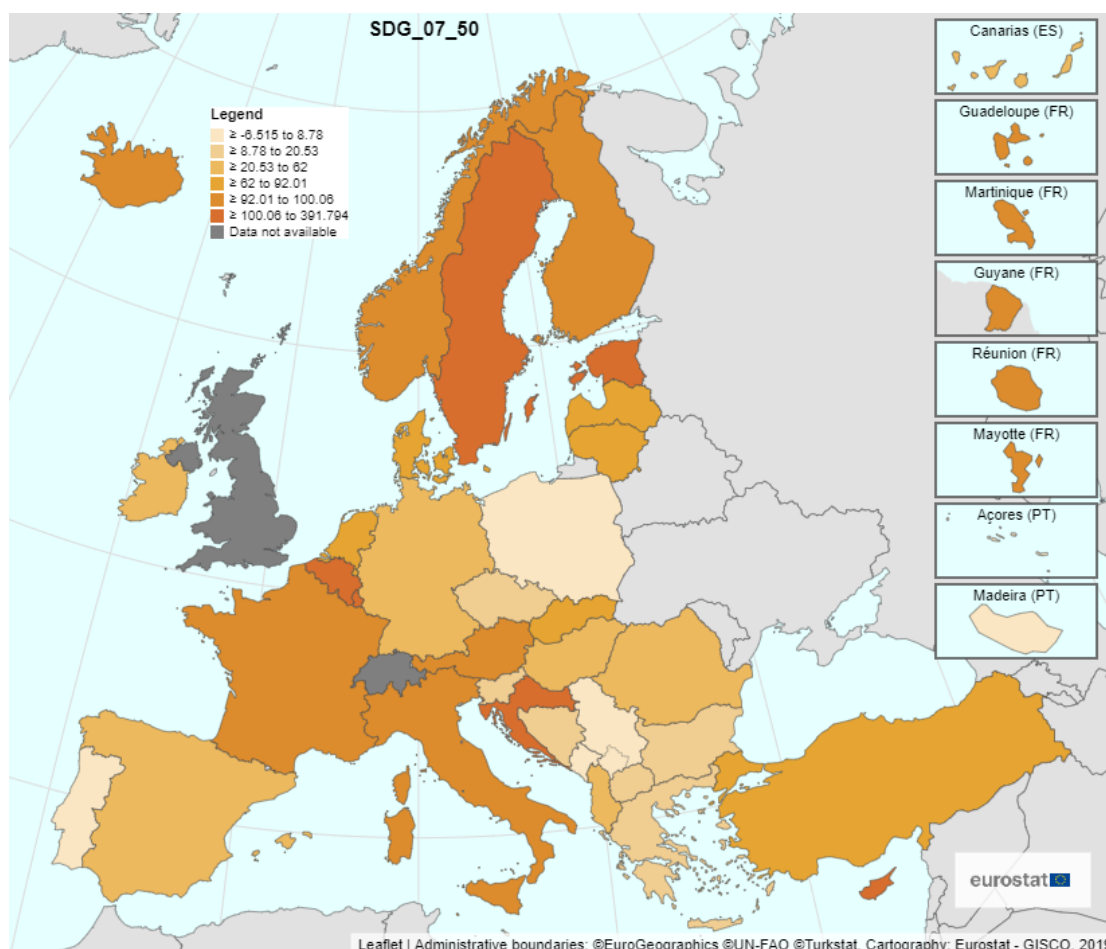 SDG_07_50
Legend
≥ -6.515 to 8.78
≥ 8.78 to 20.53
≥ 20.53 to 62
≥ 62 to 92.01
≥ 92.01 to 100.06
≥ 100.06 to 391.794
Data not available
Canarias (ES)
Guadeloupe (FR)
Martinique (FR)
Guyane (FR)
Réunion (FR)
Mayotte (FR)
Açores (PT)
Madeira (PT)
eurostat
Leaflet | Administrative boundaries: ©EuroGeographics ©UN-FAO ©Turkstat, Cartography: Eurostat - GISCO, 201